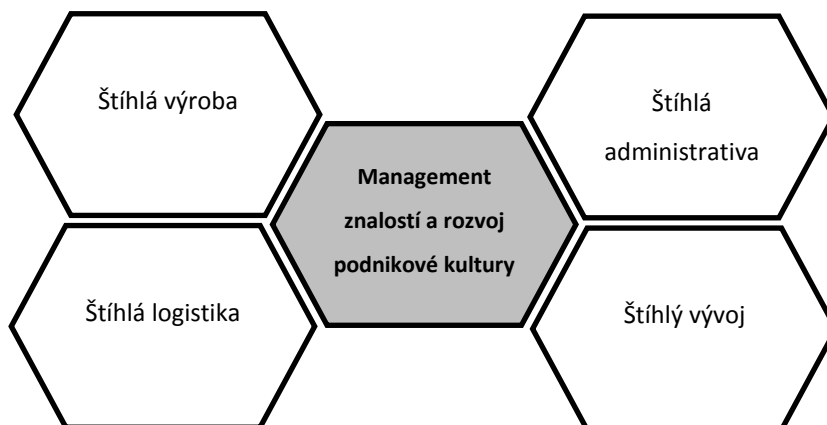 Štíhlá výroba
Štíhlá
administrativa
Management
znalostí a rozvoj
podnikové kultury
Štíhlá logistika
Štíhlý vývoj